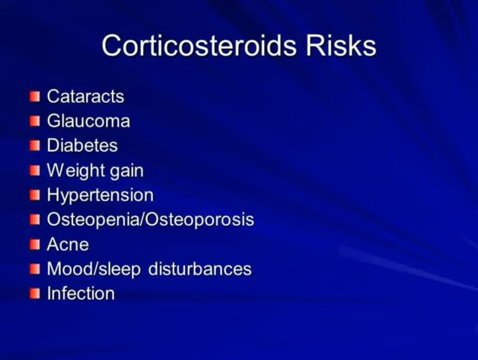 Corticosteroids Risks
Cataracts
Glaucoma
Diabetes
Weight gain
Hypertension
Osteopenia/Osteoporosis
Acne
Mood/sleep disturbances
Infection